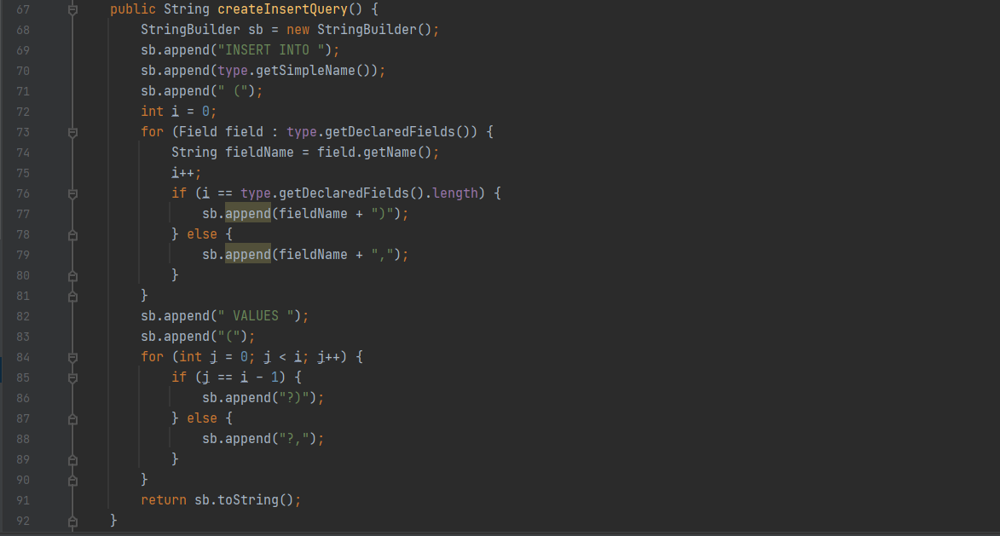 67 public String createInsertQuery() {
68 StringBuilder sb = new StringBuilder();
69 sb.append("INSERT INTO ");
70 sb.append(type.getSimpleName());
71 sb.append(" (");
72 int i = 0;
73 for (Field field : type.getDeclaredFields()) {
74 String fieldName = field.getName();
75 i++;
76 if (i == type.getDeclaredFields().length) {
77 sb.append(fieldName + ")");
78 } else {
79 sb.append(fieldName + ",");
80 }
81 }
82 sb.append(" VALUES ");
83 sb.append("(");
84 for (int j = 0; j < i; j++) {
85 if (j == i - 1) {
86 sb.append("?)");
87 } else {
88 sb.append("?,");
89 }
90 }
91 return sb.toString();
92 }